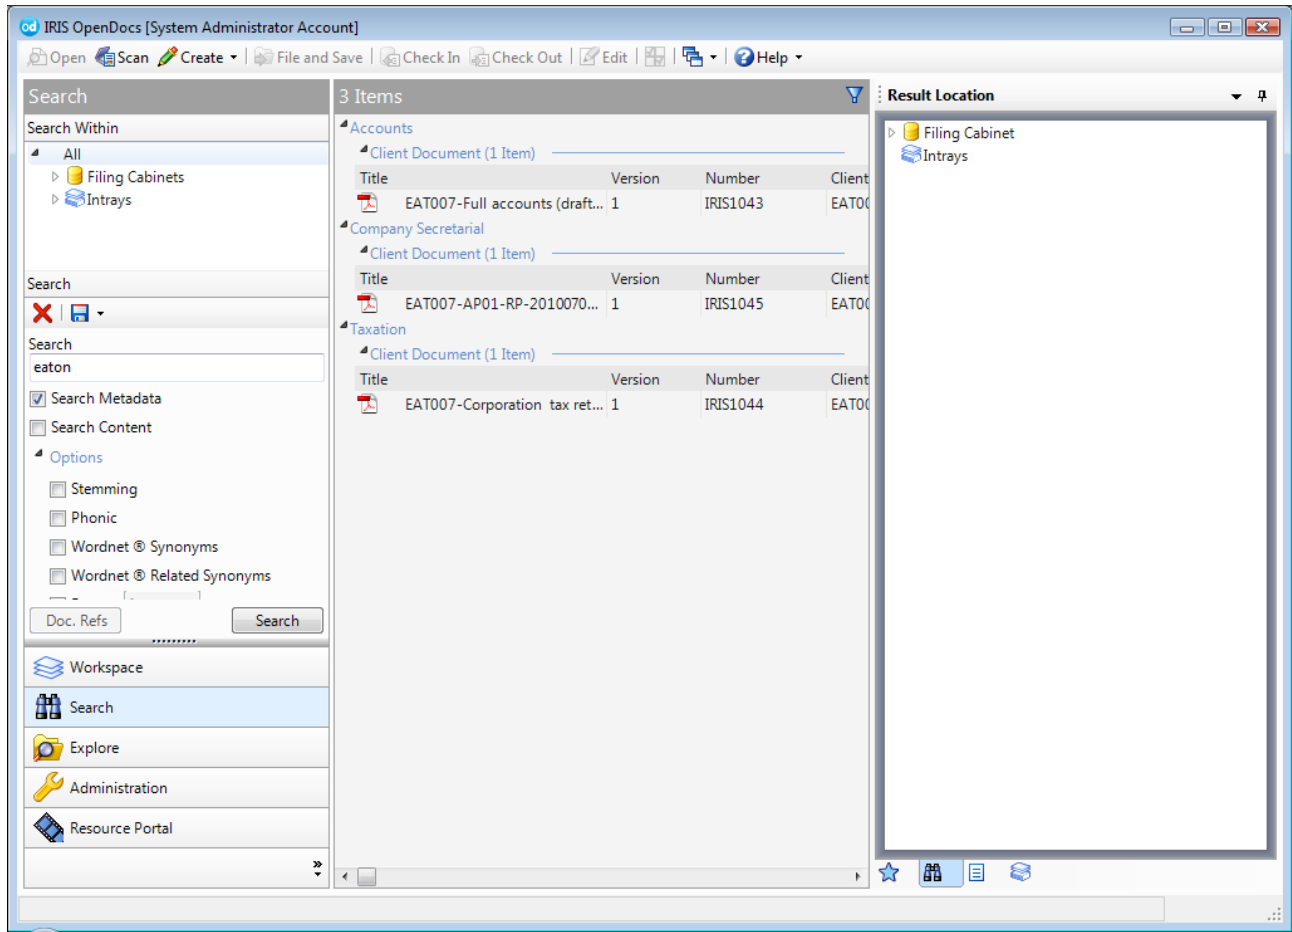 od IRIS OpenDocs [System Administrator Account]
Open Scan Create File and Save Check In Check Out Edit Help
Search
Search Within
All
Filing Cabinets
Intrays
Search
Search
eaton
Search Metadata
Search Content
Options
Stemming
Phonic
Wordnet ® Synonyms
Wordnet ® Related Synonyms
Doc. Refs Search
Workspace
Search
Explore
Administration
Resource Portal
3 Items
Accounts
Client Document (1 Item)
Title Version Number Client
EAT007-Full accounts (draft... 1 IRIS1043 EAT00
Company Secretarial
Client Document (1 Item)
Title Version Number Client
EAT007-AP01-RP-2010070... 1 IRIS1045 EAT00
Taxation
Client Document (1 Item)
Title Version Number Client
EAT007-Corporation tax ret... 1 IRIS1044 EAT00
Result Location
Filing Cabinet
Intrays